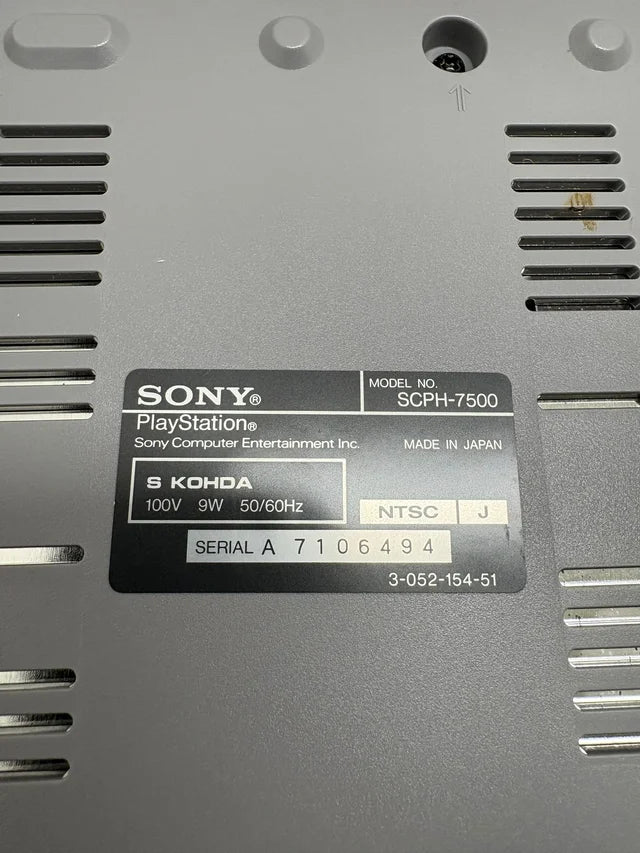 SONY®
MODEL NO.
SCPH-7500
PlayStation®
Sony Computer Entertainment Inc.
MADE IN JAPAN
S KOHDA
100V 9W 50/60Hz
NTSC J
SERIAL A 7106494
3-052-154-51